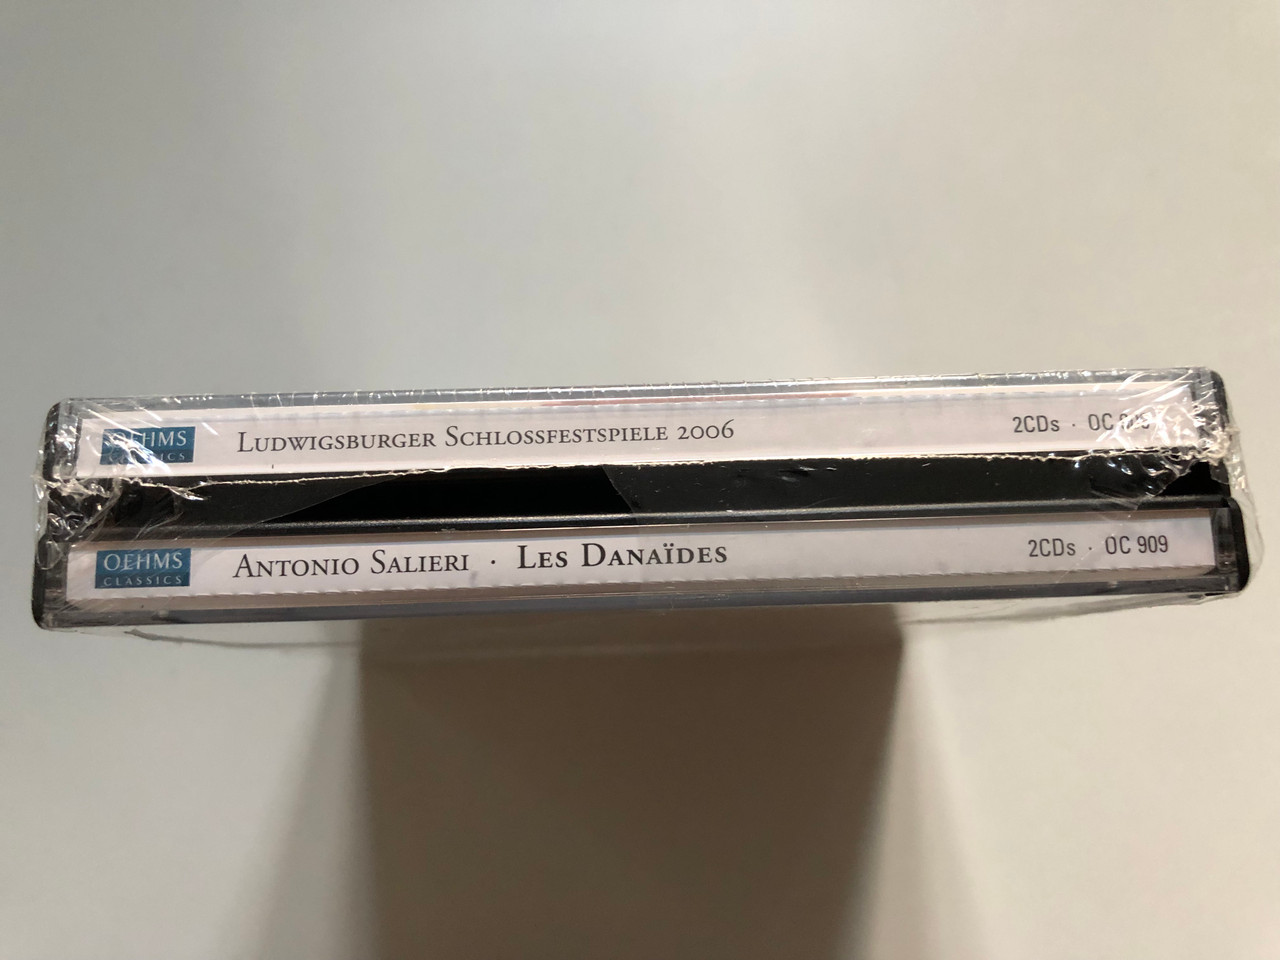 OEHMS
CLASSICS
Ludwigsburger Schlossfestspiele 2006
2CDs · OC
OEHMS
CLASSICS
Antonio Salieri · Les Danaïdes
2CDs · OC 909